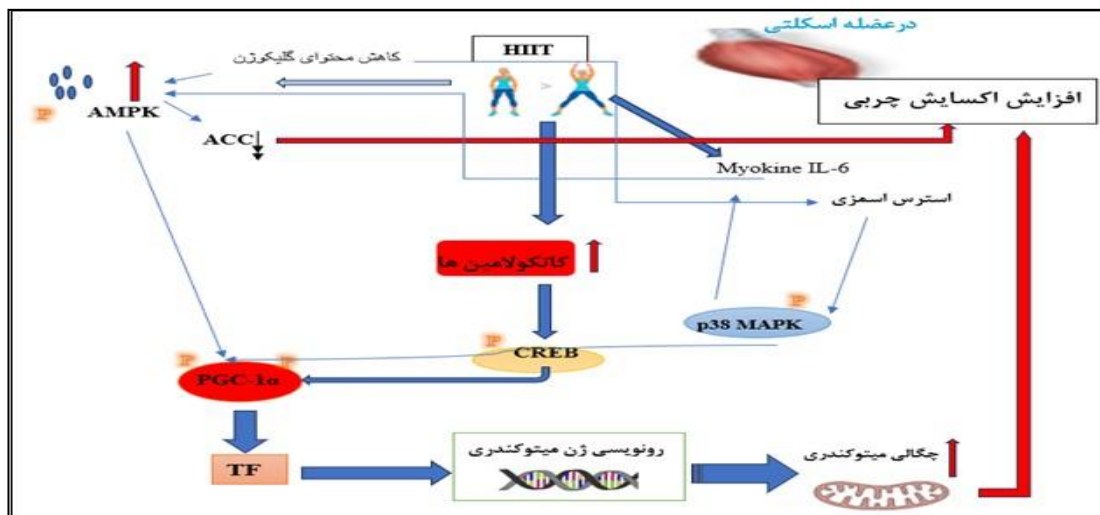 در عضله اسکلتی
HIIT
کاهش محتوای گلیکوژن
افزایش اکسایش چربی
P
AMPK
ACC
Myokine IL-6
استرس اسمزی
کاتکولامین ها
P
p38 MAPK
P
CREB
P
P
PGC-1α
TF
رونویسی ژن میتوکندری
چگالی میتوکندری